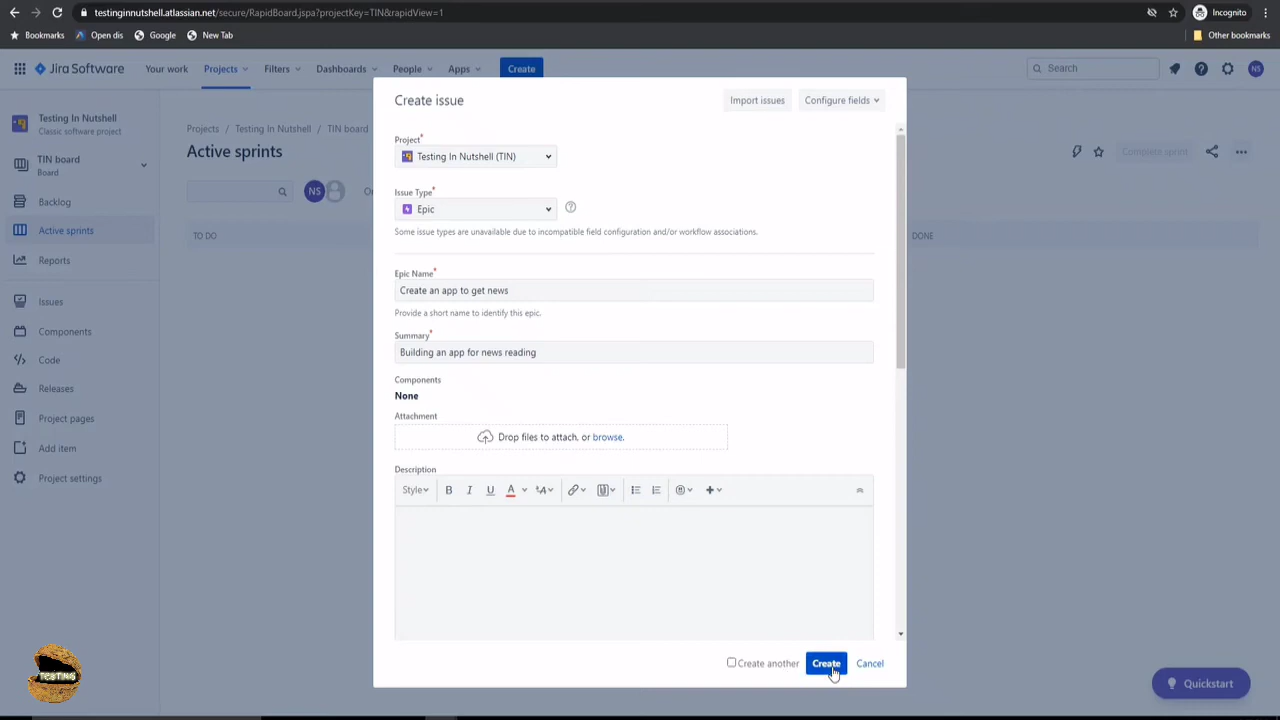 testinginnutshell.atlassian.net/secure/RapidBoard.jspa?projectKey=TIN&rapidView=1
Incognito
Bookmarks
Open dis
Google
New Tab
Other bookmarks
Jira Software
Your work
Projects
Filters
Dashboards
People
Apps
Create
Search
NS
Testing In Nutshell
Classic software project
TIN board
Board
Backlog
Active sprints
Reports
Issues
Components
Code
Releases
Project pages
Add item
Project settings
Projects / Testing In Nutshell / TIN board
Active sprints
Complete sprint
NS
TO DO
DONE
Create issue
Import issues
Configure fields
Project*
Testing In Nutshell (TIN)
Issue Type*
Epic
Some issue types are unavailable due to incompatible field configuration and/or workflow associations.
Epic Name*
Create an app to get news
Provide a short name to identify this epic.
Summary*
Building an app for news reading
Components
None
Attachment
Drop files to attach, or browse.
Description
Style
B I U A
Create another
Create
Cancel
Quickstart
TESTING